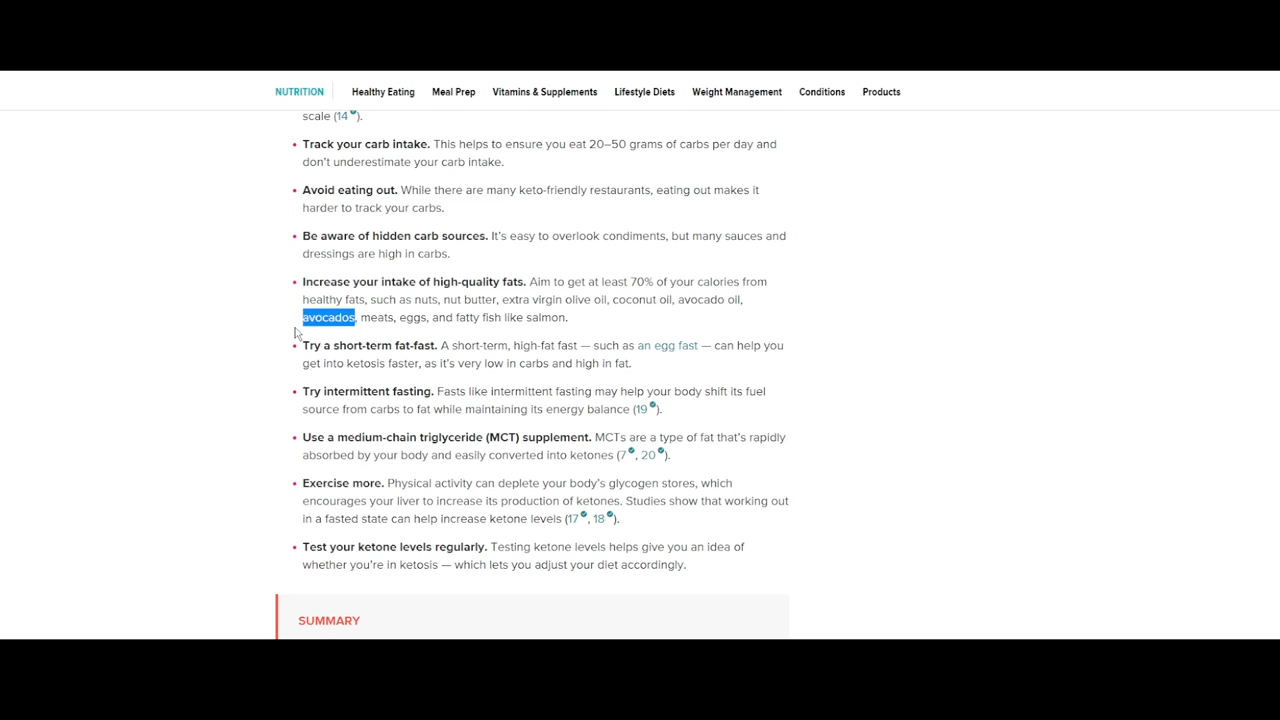 NUTRITION Healthy Eating Meal Prep Vitamins & Supplements Lifestyle Diets Weight Management Conditions Products
scale (14).
• Track your carb intake. This helps to ensure you eat 20–50 grams of carbs per day and
don't underestimate your carb intake.
• Avoid eating out. While there are many keto-friendly restaurants, eating out makes it
harder to track your carbs.
• Be aware of hidden carb sources. It's easy to overlook condiments, but many sauces and
dressings are high in carbs.
• Increase your intake of high-quality fats. Aim to get at least 70% of your calories from
healthy fats, such as nuts, nut butter, extra virgin olive oil, coconut oil, avocado oil,
avocados, meats, eggs, and fatty fish like salmon.
• Try a short-term fat-fast. A short-term, high-fat fast — such as an egg fast — can help you
get into ketosis faster, as it's very low in carbs and high in fat.
• Try intermittent fasting. Fasts like intermittent fasting may help your body shift its fuel
source from carbs to fat while maintaining its energy balance (19).
• Use a medium-chain triglyceride (MCT) supplement. MCTs are a type of fat that's rapidly
absorbed by your body and easily converted into ketones (7, 20).
• Exercise more. Physical activity can deplete your body's glycogen stores, which
encourages your liver to increase its production of ketones. Studies show that working out
in a fasted state can help increase ketone levels (17, 18).
• Test your ketone levels regularly. Testing ketone levels helps give you an idea of
whether you're in ketosis — which lets you adjust your diet accordingly.
SUMMARY